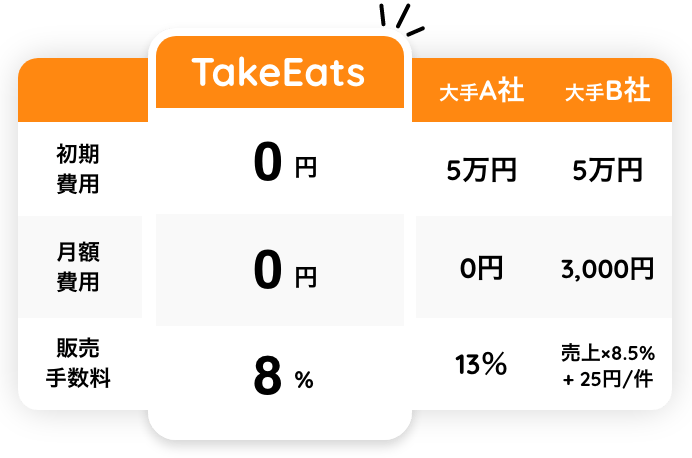 TakeEats
大手A社
大手B社
初期
費用
0 円
5万円
5万円
月額
費用
0 円
0円
3,000円
販売
手数料
8 %
13%
売上×8.5%
+ 25円/件